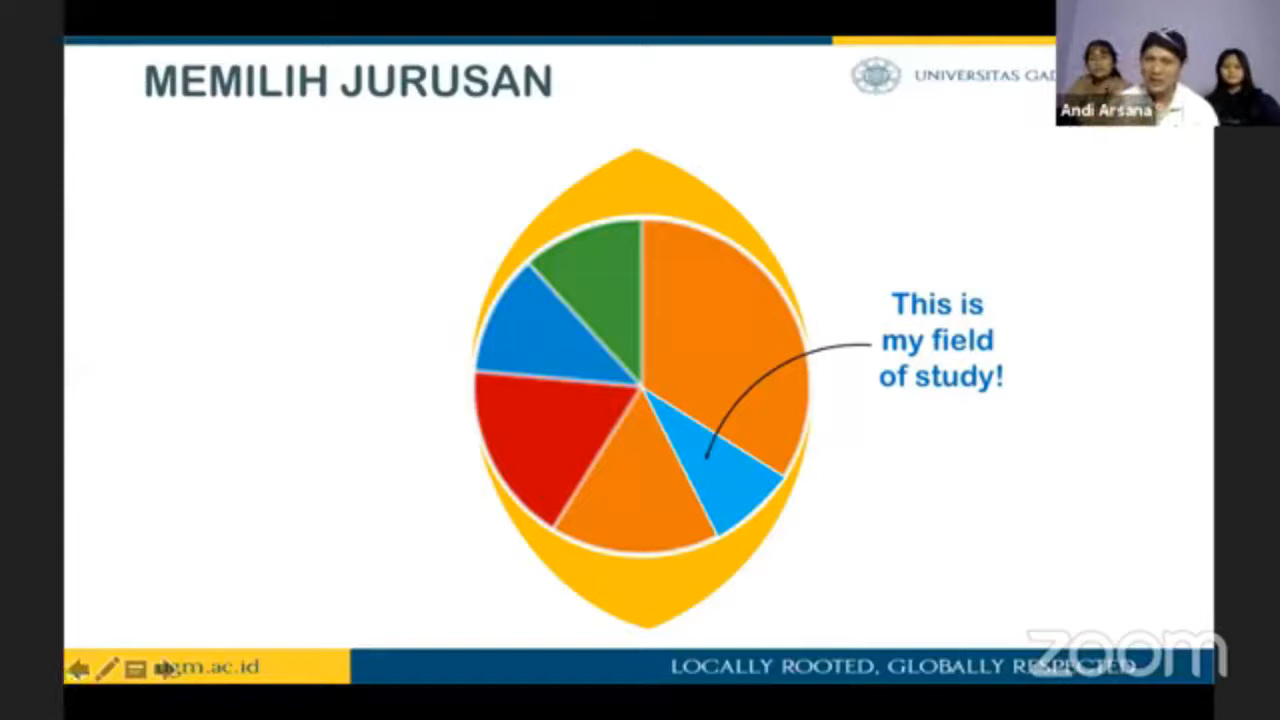 MEMILIH JURUSAN
UNIVERSITAS GAD
Andi Arsana
This is
my field
of study!
gm.ac.id
LOCALLY ROOTED, GLOBALLY RESPECTED
zoom